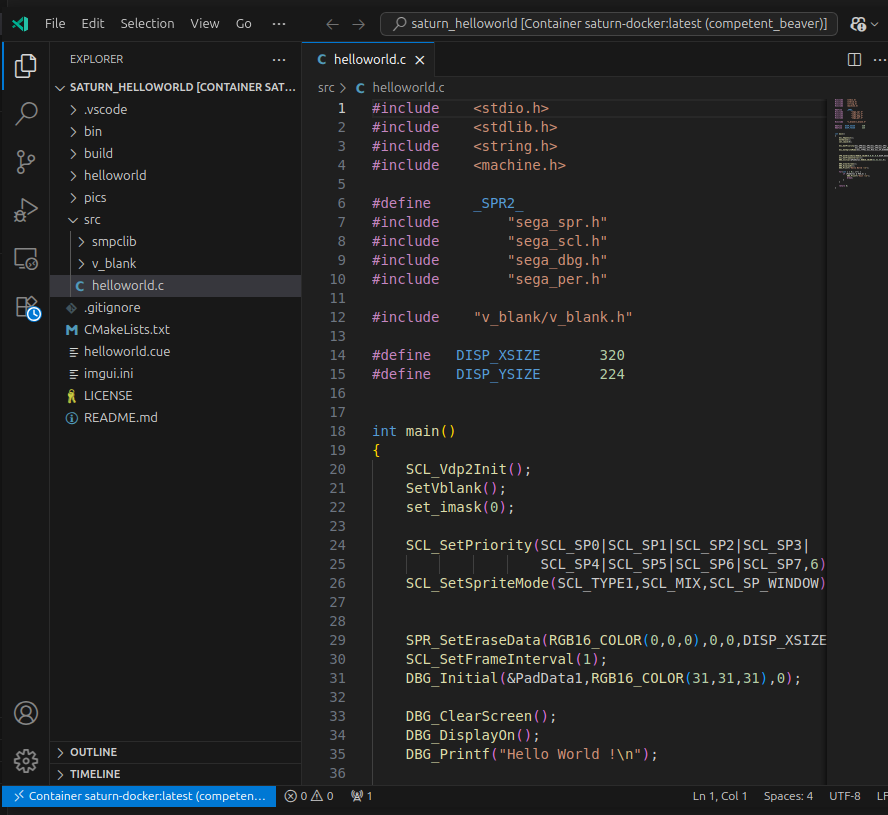 File Edit Selection View Go ··· saturn_helloworld [Container saturn-docker:latest (competent_beaver)]
EXPLORER ···
SATURN_HELLOWORLD [CONTAINER SAT...
.vscode
bin
build
helloworld
pics
src
smpclib
v_blank
C helloworld.c
.gitignore
M CMakeLists.txt
helloworld.cue
imgui.ini
LICENSE
README.md
OUTLINE
TIMELINE
C helloworld.c ×
src > C helloworld.c
1 #include    <stdio.h>
2 #include    <stdlib.h>
3 #include    <string.h>
4 #include    <machine.h>
5
6 #define     _SPR2_
7 #include        "sega_spr.h"
8 #include        "sega_scl.h"
9 #include        "sega_dbg.h"
10 #include        "sega_per.h"
11
12 #include    "v_blank/v_blank.h"
13
14 #define   DISP_XSIZE       320
15 #define   DISP_YSIZE       224
16
17
18 int main()
19 {
20     SCL_Vdp2Init();
21     SetVblank();
22     set_imask(0);
23
24     SCL_SetPriority(SCL_SP0|SCL_SP1|SCL_SP2|SCL_SP3|
25                     SCL_SP4|SCL_SP5|SCL_SP6|SCL_SP7,6)
26     SCL_SetSpriteMode(SCL_TYPE1,SCL_MIX,SCL_SP_WINDOW)
27
28
29     SPR_SetEraseData(RGB16_COLOR(0,0,0),0,0,DISP_XSIZE
30     SCL_SetFrameInterval(1);
31     DBG_Initial(&PadData1,RGB16_COLOR(31,31,31),0);
32
33     DBG_ClearScreen();
34     DBG_DisplayOn();
35     DBG_Printf("Hello World !\n");
36
Container saturn-docker:latest (competen... 0 0 1 Ln 1, Col 1 Spaces: 4 UTF-8 LF